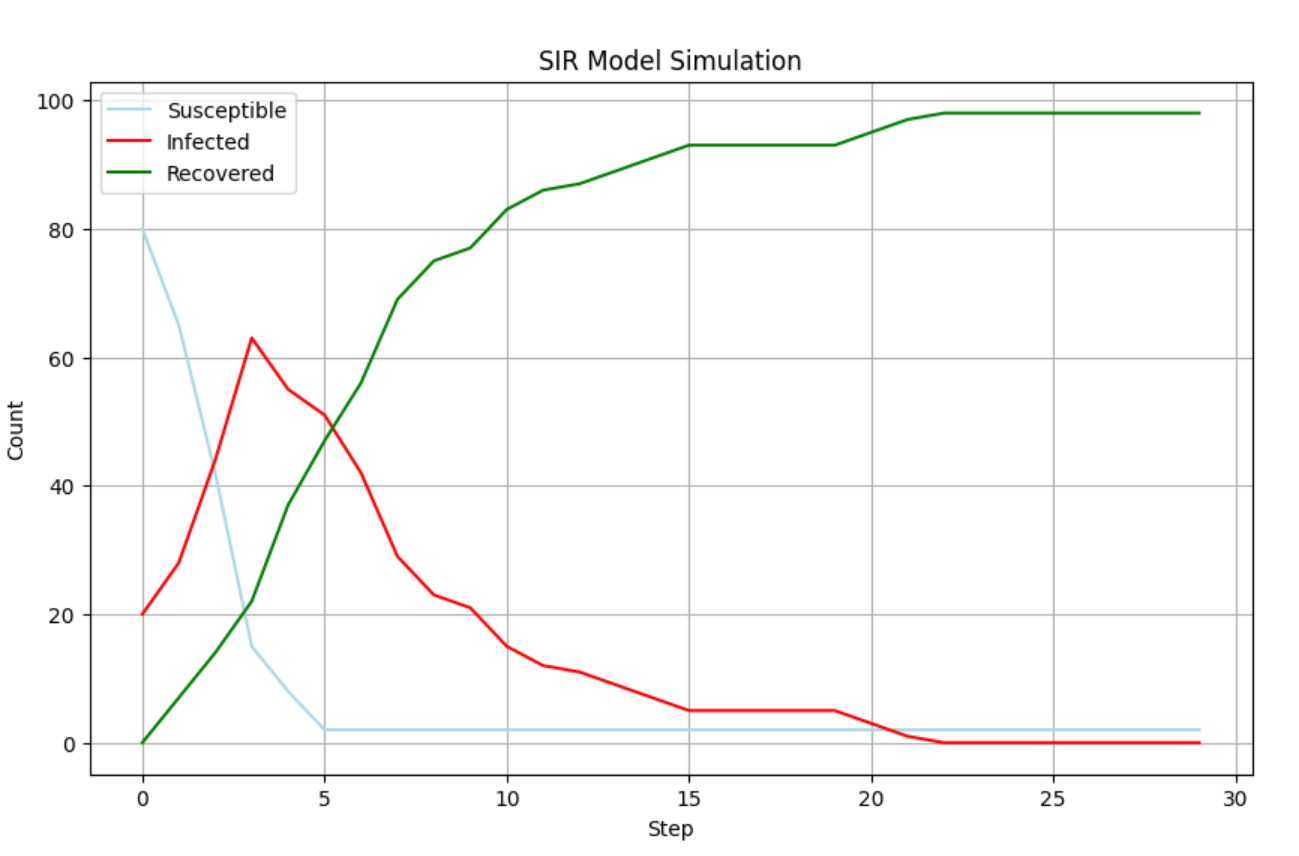 SIR Model Simulation
Susceptible
Infected
Recovered
100
80
60
40
20
0
Count
0 5 10 15 20 25 30
Step